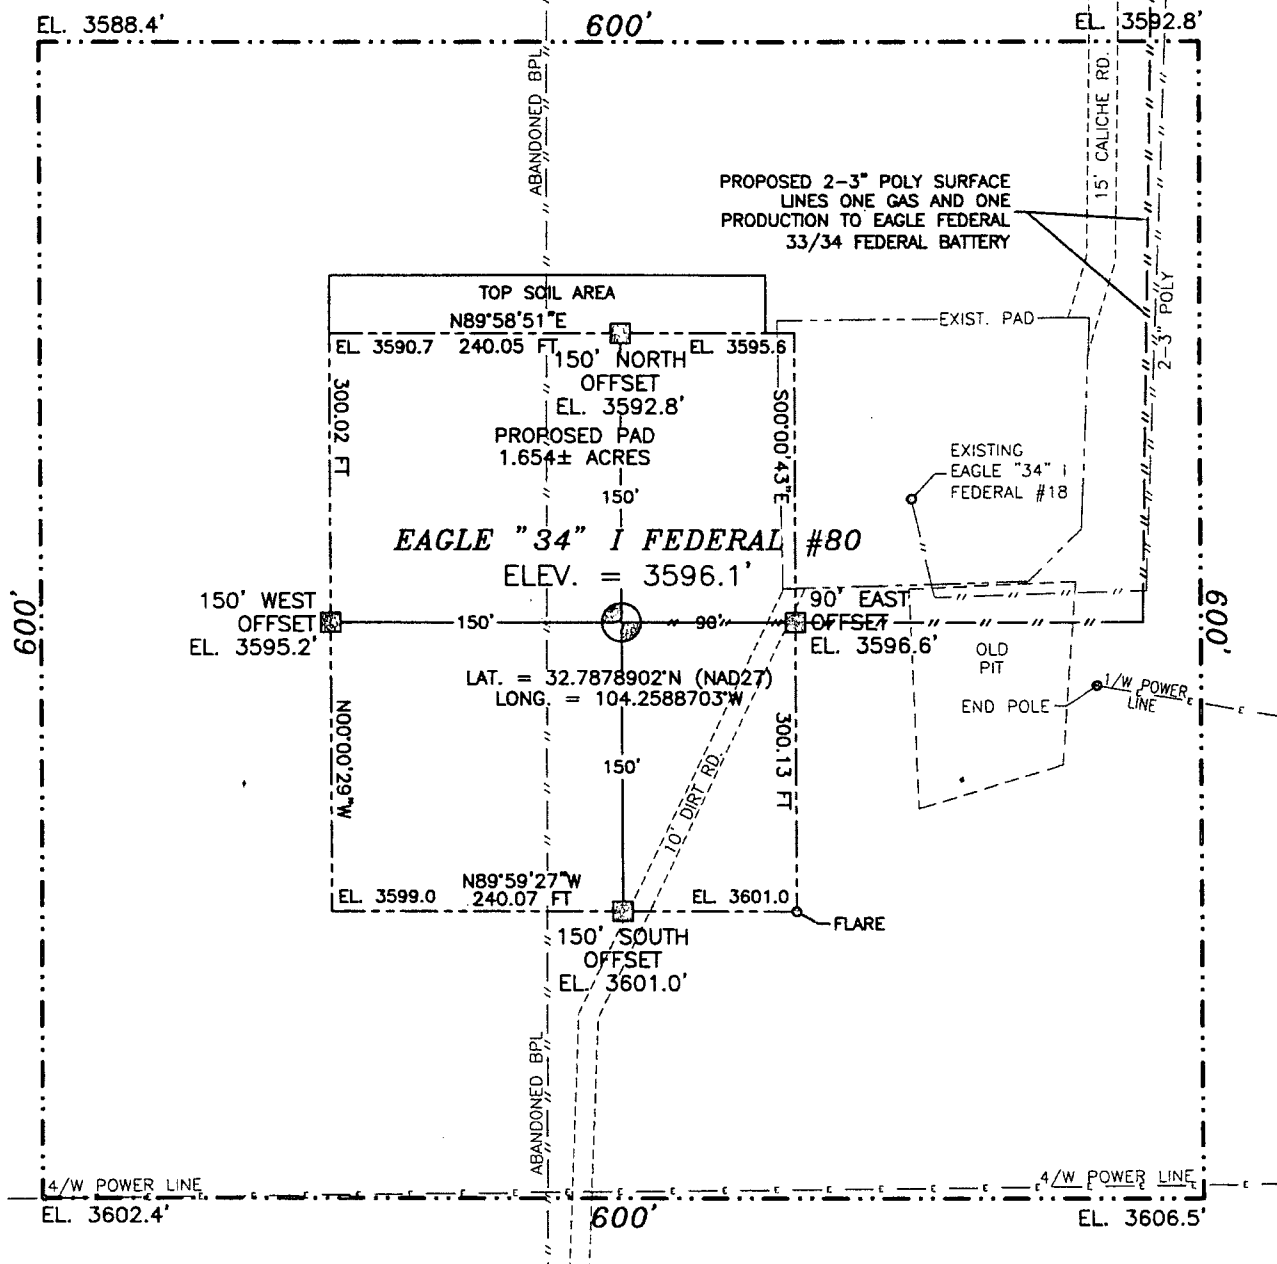 EL. 3588.4'
600'
EL. 3592.8'
ABANDONED BPL
15' CALICHE RD.
PROPOSED 2-3" POLY SURFACE
LINES ONE GAS AND ONE
PRODUCTION TO EAGLE FEDERAL
33/34 FEDERAL BATTERY
2-3" POLY
TOP SOIL AREA
N89°58'51"E
EL. 3590.7
240.05 FT
EL. 3595.6
EXIST. PAD
150' NORTH
OFFSET
EL. 3592.8'
300.02 FT
S00°00'43"E
PROPOSED PAD
1.654± ACRES
150'
EXISTING
EAGLE "34" I
FEDERAL #18
EAGLE "34" I FEDERAL #80
ELEV. = 3596.1'
600'
150' WEST
OFFSET
EL. 3595.2'
150'
90'
90' EAST
OFFSET
EL. 3596.6'
600'
OLD
PIT
LAT. = 32.7878902°N (NAD27)
LONG. = 104.2588703°W
END POLE
1/W POWER
LINE
N00°00'29"W
150'
300.13 FT
10' DIRT RD.
N89°59'27"W
EL. 3599.0
240.07 FT
EL. 3601.0
FLARE
150' SOUTH
OFFSET
EL. 3601.0'
ABANDONED BPL
4/W POWER LINE
4/W POWER LINE
EL. 3602.4'
600'
EL. 3606.5'